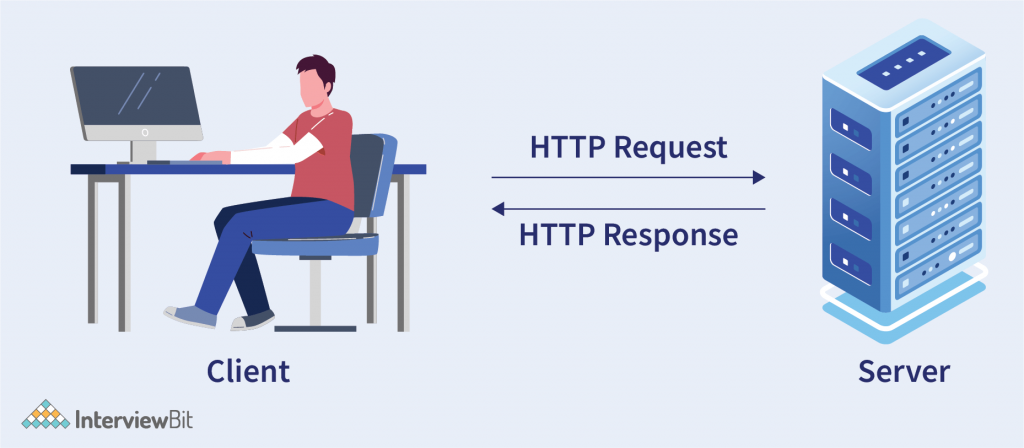 HTTP Request
HTTP Response
Client
Server
InterviewBit